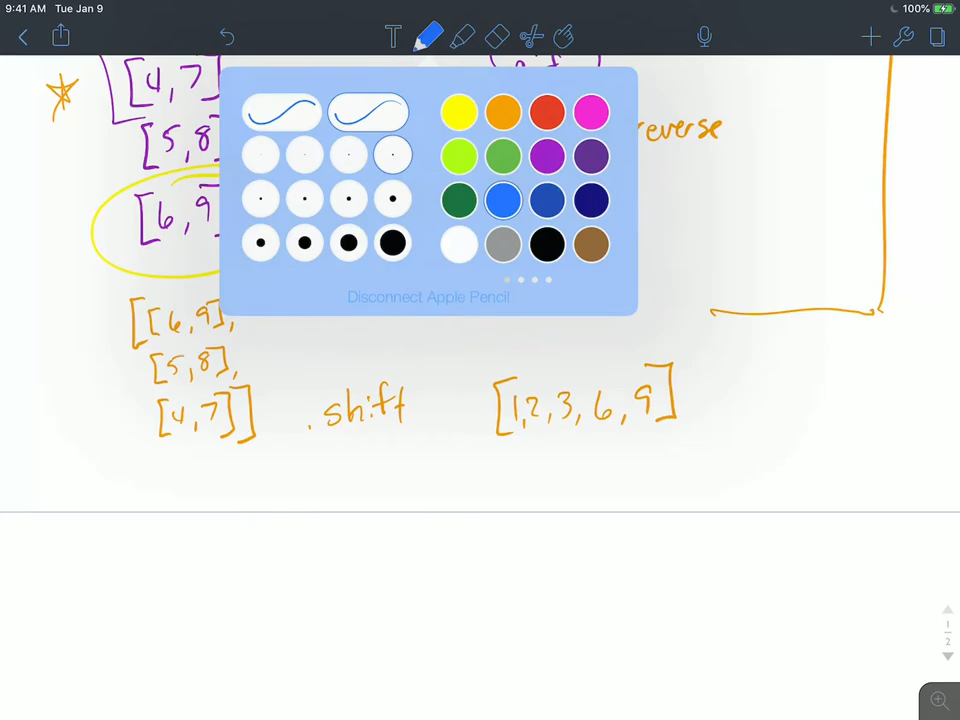 9:41 AM Tue Jan 9
100%
T
[4,7]
[5,8]
reverse
[6,9
Disconnect Apple Pencil
[[6,9],
[5,8],
[4,7]] .shift [1,2,3,6,9]
1
2